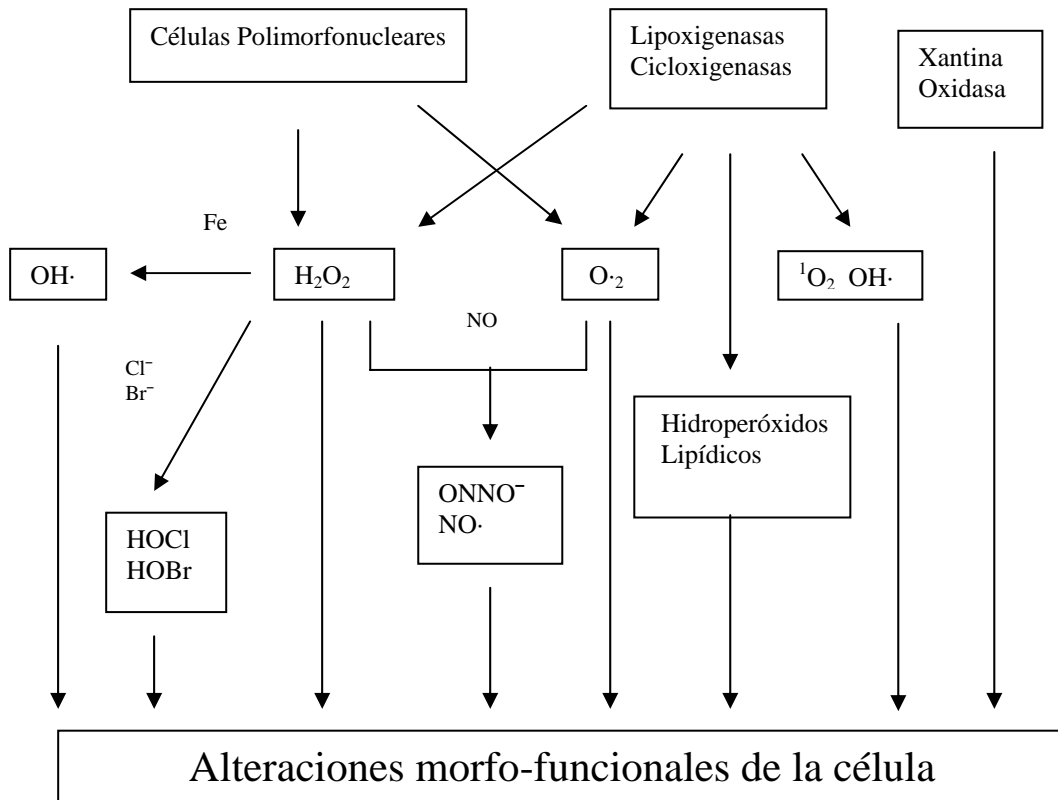 Células Polimorfonucleares
Lipoxigenasas
Cicloxigenasas
Xantina
Oxidasa
Fe
OH·
H₂O₂
O·₂
¹O₂ OH·
NO
Cl⁻
Br⁻
Hidroperóxidos
Lipídicos
ONNO⁻
NO·
HOCl
HOBr
Alteraciones morfo-funcionales de la célula